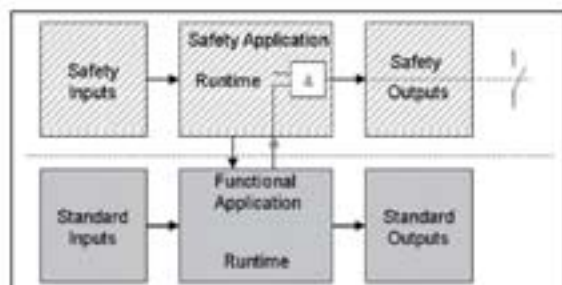 Safety Application
Safety
Inputs
Runtime
&
Safety
Outputs
Functional
Application
Standard
Inputs
Runtime
Standard
Outputs